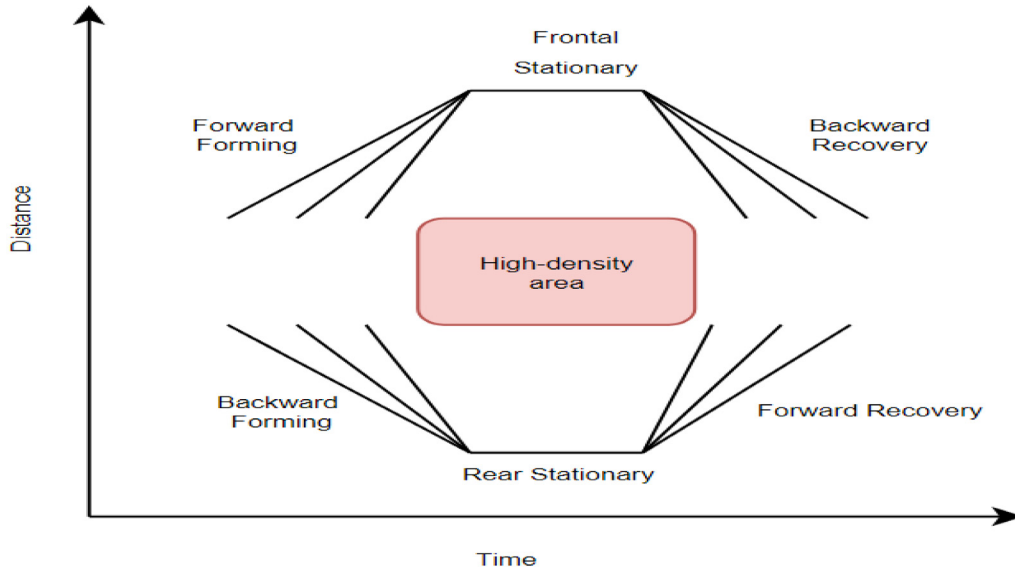 Frontal
Stationary
Forward
Forming
Backward
Recovery
Distance
High-density
area
Backward
Forming
Forward Recovery
Rear Stationary
Time